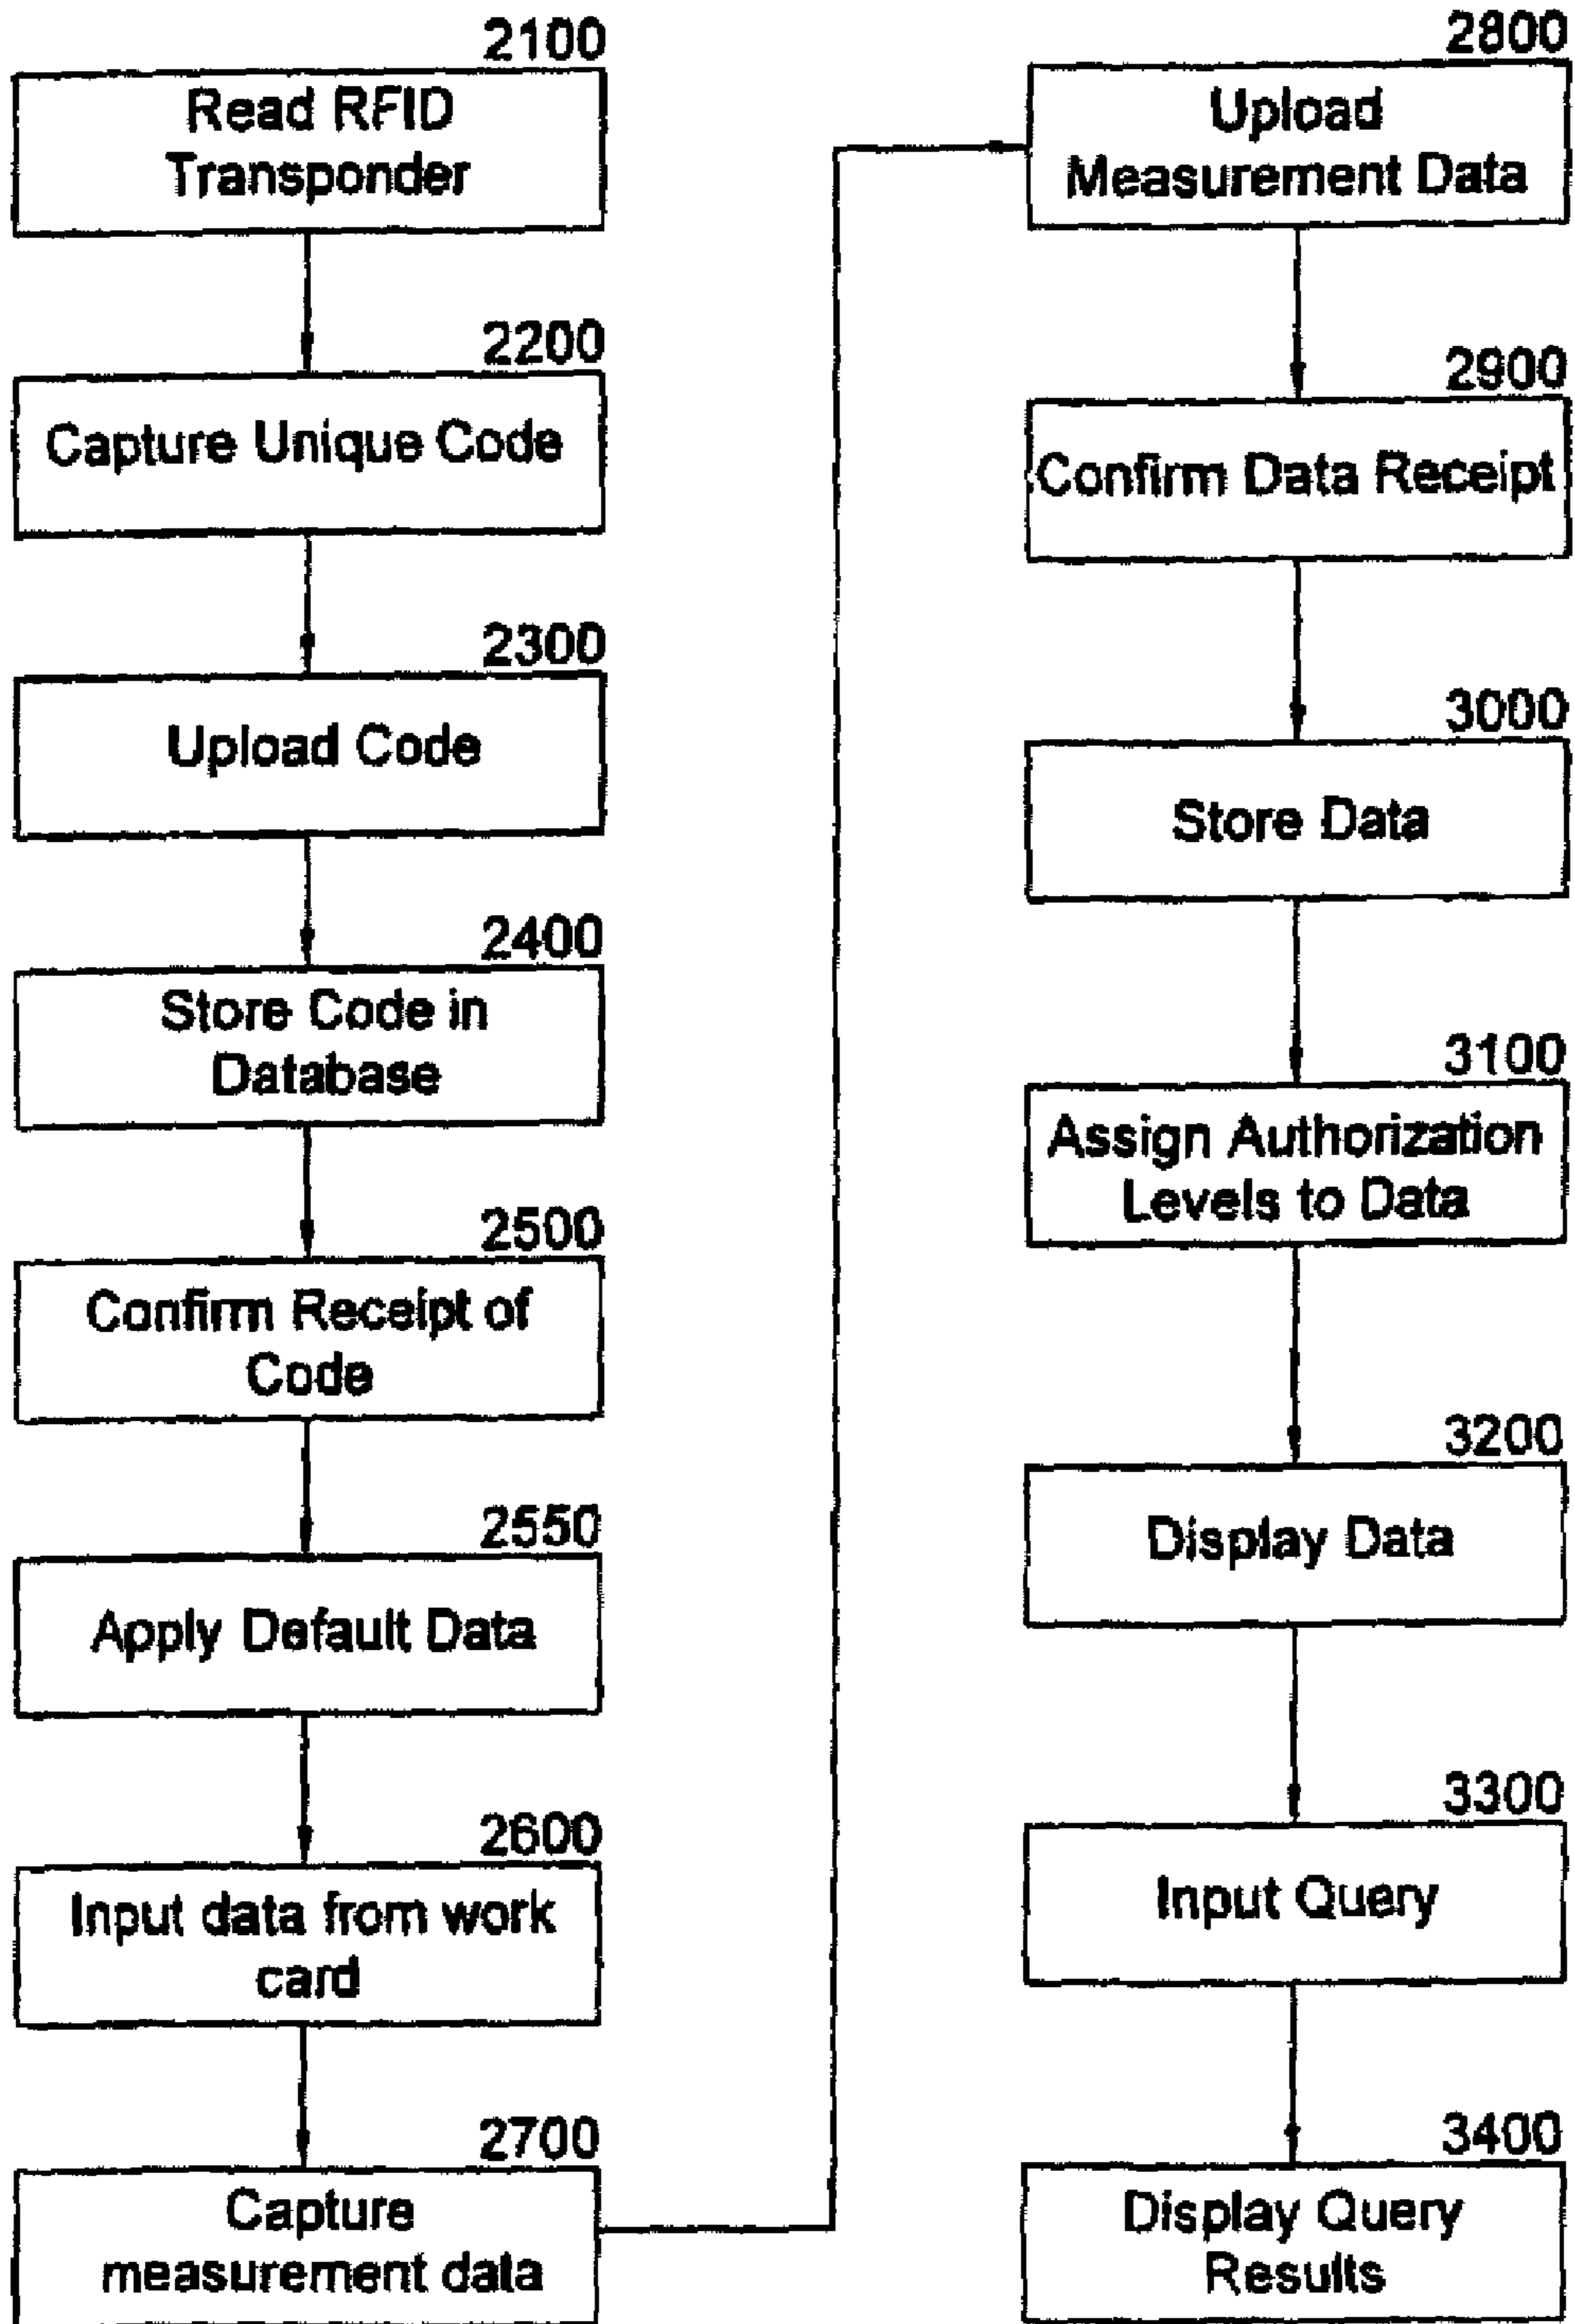 2100
Read RFID
Transponder
2200
Capture Unique Code
2300
Upload Code
2400
Store Code in
Database
2500
Confirm Receipt of
Code
2550
Apply Default Data
2600
Input data from work
card
2700
Capture
measurement data
2800
Upload
Measurement Data
2900
Confirm Data Receipt
3000
Store Data
3100
Assign Authorization
Levels to Data
3200
Display Data
3300
Input Query
3400
Display Query
Results